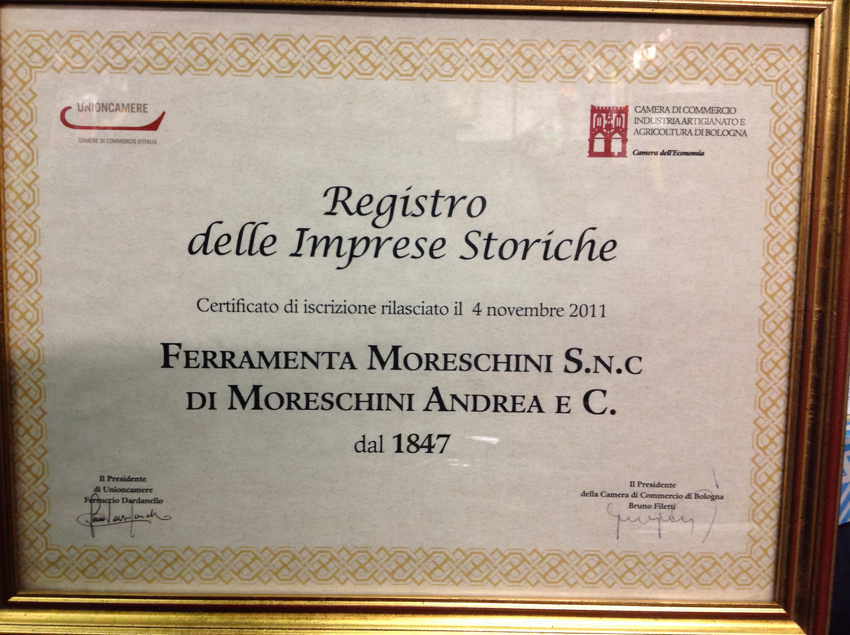 UNIONCAMERE
CAMERE DI COMMERCIO D'ITALIA
CAMERA DI COMMERCIO
INDUSTRIA ARTIGIANATO E
AGRICOLTURA DI BOLOGNA
Camera dell'Economia
Registro
delle Imprese Storiche
Certificato di iscrizione rilasciato il 4 novembre 2011
FERRAMENTA MORESCHINI S.N.C
DI MORESCHINI ANDREA E C.
dal 1847
Il Presidente
di Unioncamere
Ferruccio Dardanello
Il Presidente
della Camera di Commercio di Bologna
Bruno Filetti